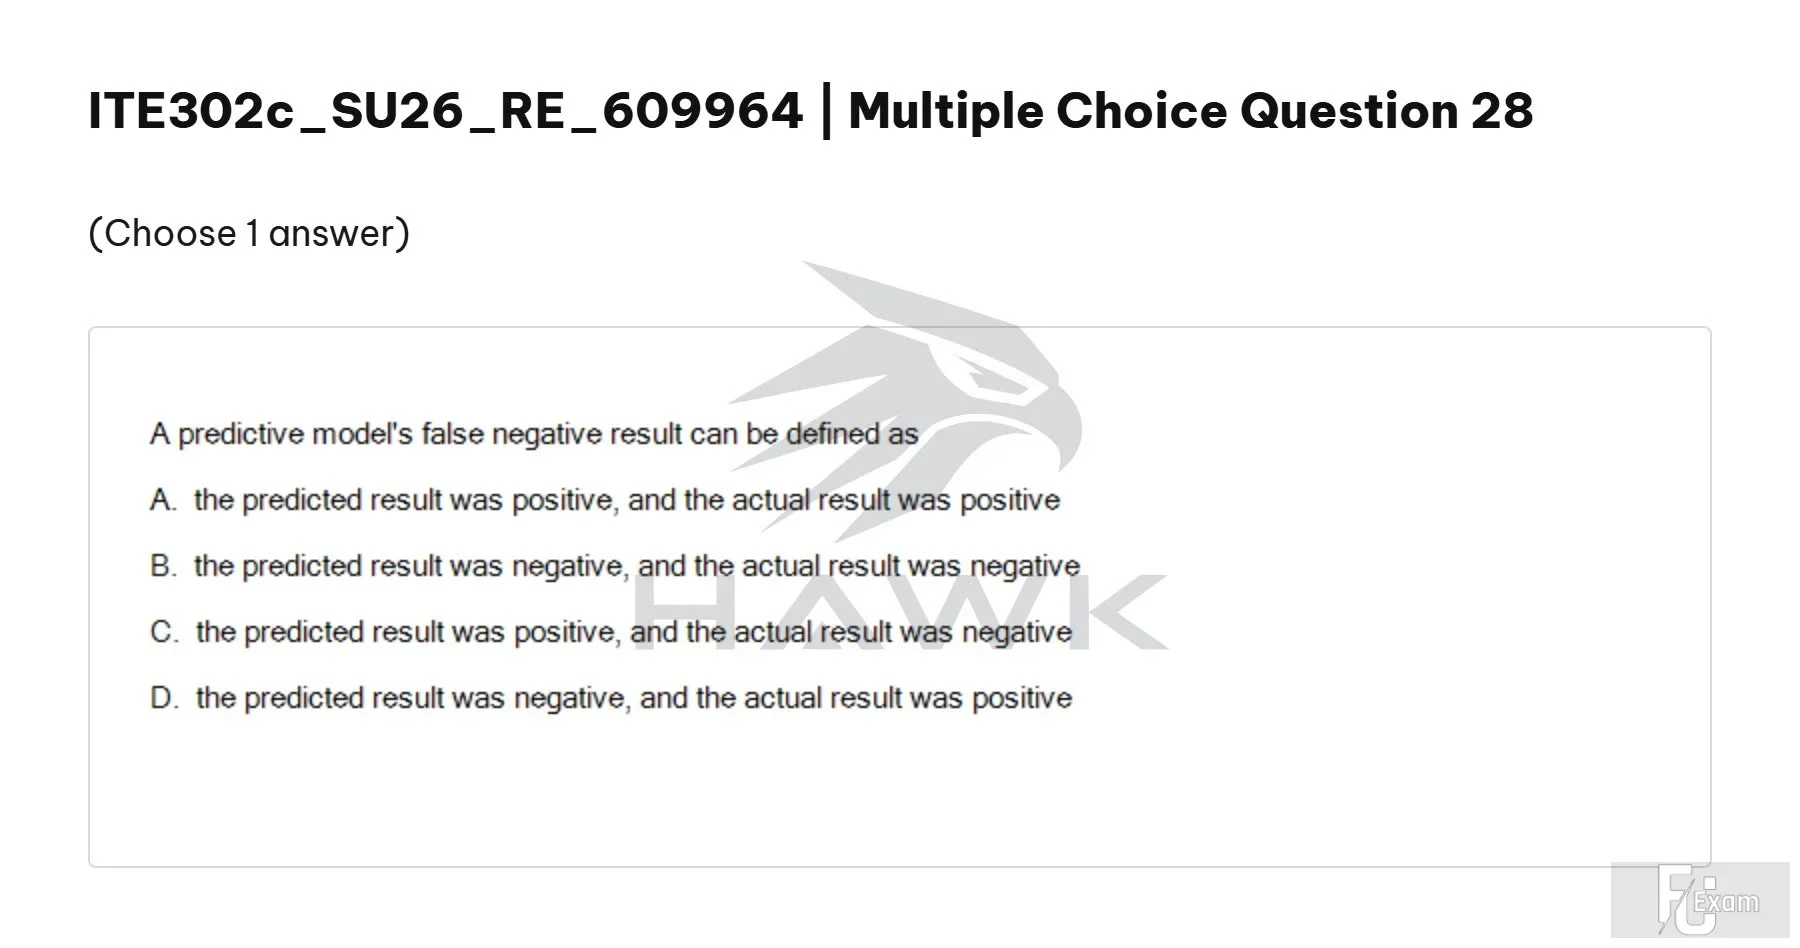 ITE302c_SU26_RE_609964 | Multiple Choice Question 28
(Choose 1 answer)
A predictive model's false negative result can be defined as
A. the predicted result was positive, and the actual result was positive
B. the predicted result was negative, and the actual result was negative
C. the predicted result was positive, and the actual result was negative
D. the predicted result was negative, and the actual result was positive
HAWK
FU Exam